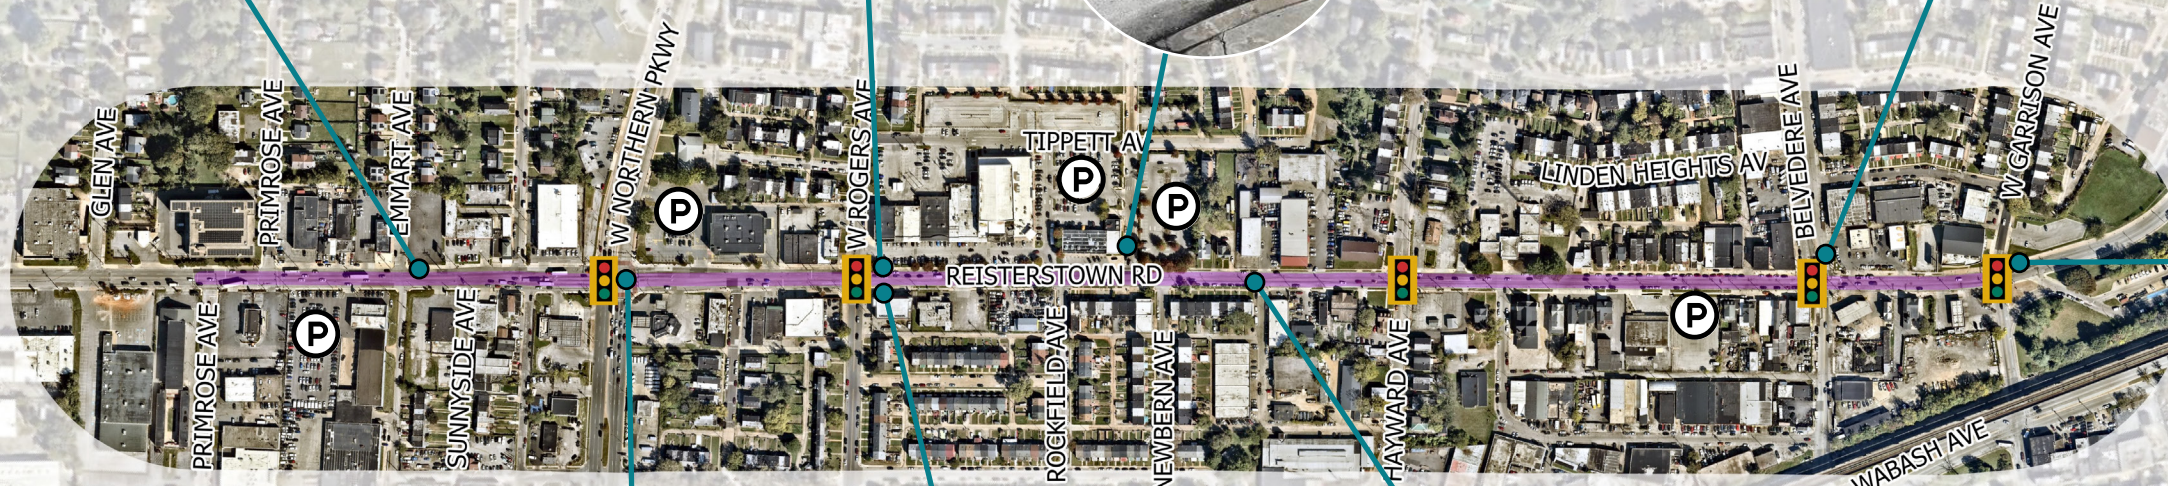 GLEN AVE
PRIMROSE AVE
EMMART AVE
W NORTHERN PKWY
W ROGERS AVE
TIPPETT AV
LINDEN HEIGHTS AV
BELVEDERE AVE
W GARRISON AVE
P
P
P
REISTERSTOWN RD
P
P
PRIMROSE AVE
SUNNYSIDE AVE
ROCKFIELD AVE
NEWBERN AVE
HAYWARD AVE
WABASH AVE